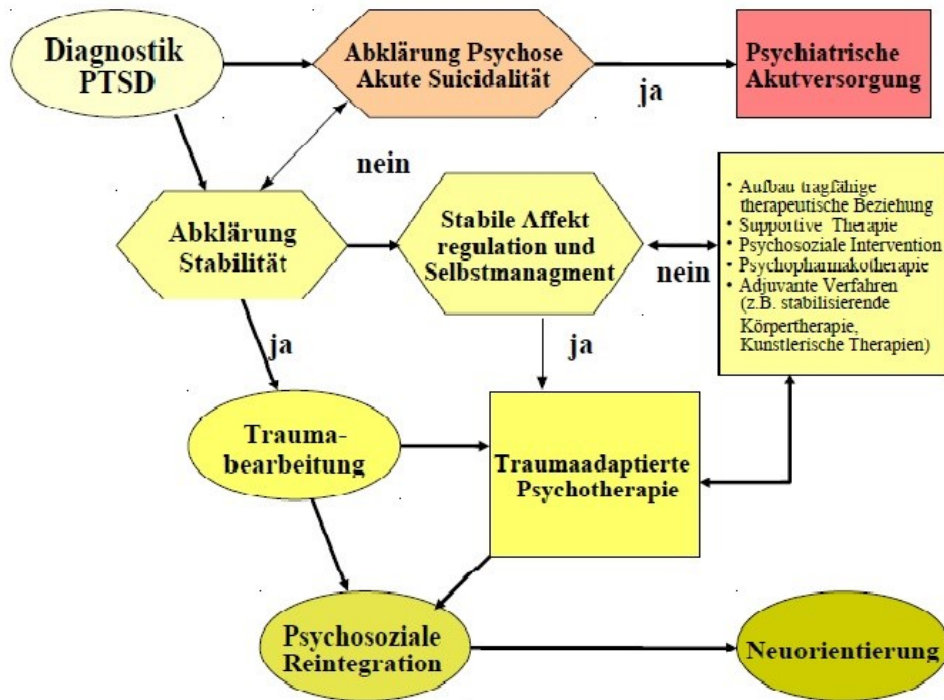 Diagnostik
PTSD
Abklärung Psychose
Akute Suicidalität
ja
Psychiatrische
Akutversorgung
nein
Abklärung
Stabilität
Stabile Affekt
regulation und
Selbstmanagment
nein
• Aufbau tragfähige
therapeutische Beziehung
• Supportive Therapie
• Psychosoziale Intervention
• Psychopharmakotherapie
• Adjuvante Verfahren
(z.B. stabilisierende
Körpertherapie,
Kunstlerische Therapien)
ja
ja
Trauma-
bearbeitung
Traumaadaptierte
Psychotherapie
Psychosoziale
Reintegration
Neuorientierung